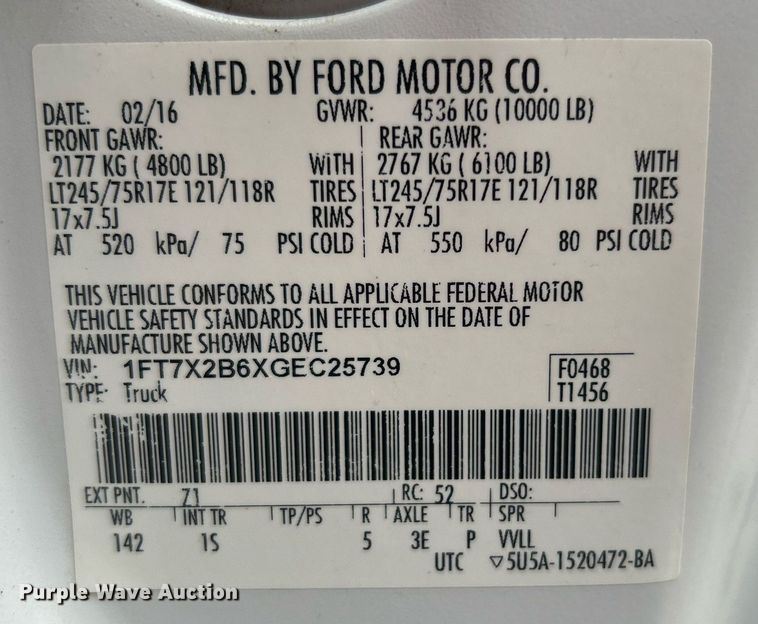 MFD. BY FORD MOTOR CO.
DATE: 02/16 GVWR: 4536 KG (10000 LB)
FRONT GAWR: REAR GAWR:
2177 KG ( 4800 LB) WITH 2767 KG ( 6100 LB) WITH
LT245/75R17E 121/118R TIRES LT245/75R17E 121/118R TIRES
17x7.5J RIMS 17x7.5J RIMS
AT 520 kPa/ 75 PSI COLD AT 550 kPa/ 80 PSI COLD
THIS VEHICLE CONFORMS TO ALL APPLICABLE FEDERAL MOTOR
VEHICLE SAFETY STANDARDS IN EFFECT ON THE DATE OF
MANUFACTURE SHOWN ABOVE.
VIN: 1FT7X2B6XGEC25739 F0468
TYPE: Truck T1456
EXT PNT. Z1 RC: 52 DSO:
WB INT TR TP/PS R AXLE TR SPR
142 1S 5 3E P VVLL
UTC ▽5U5A-1520472-BA
Purple Wave Auction